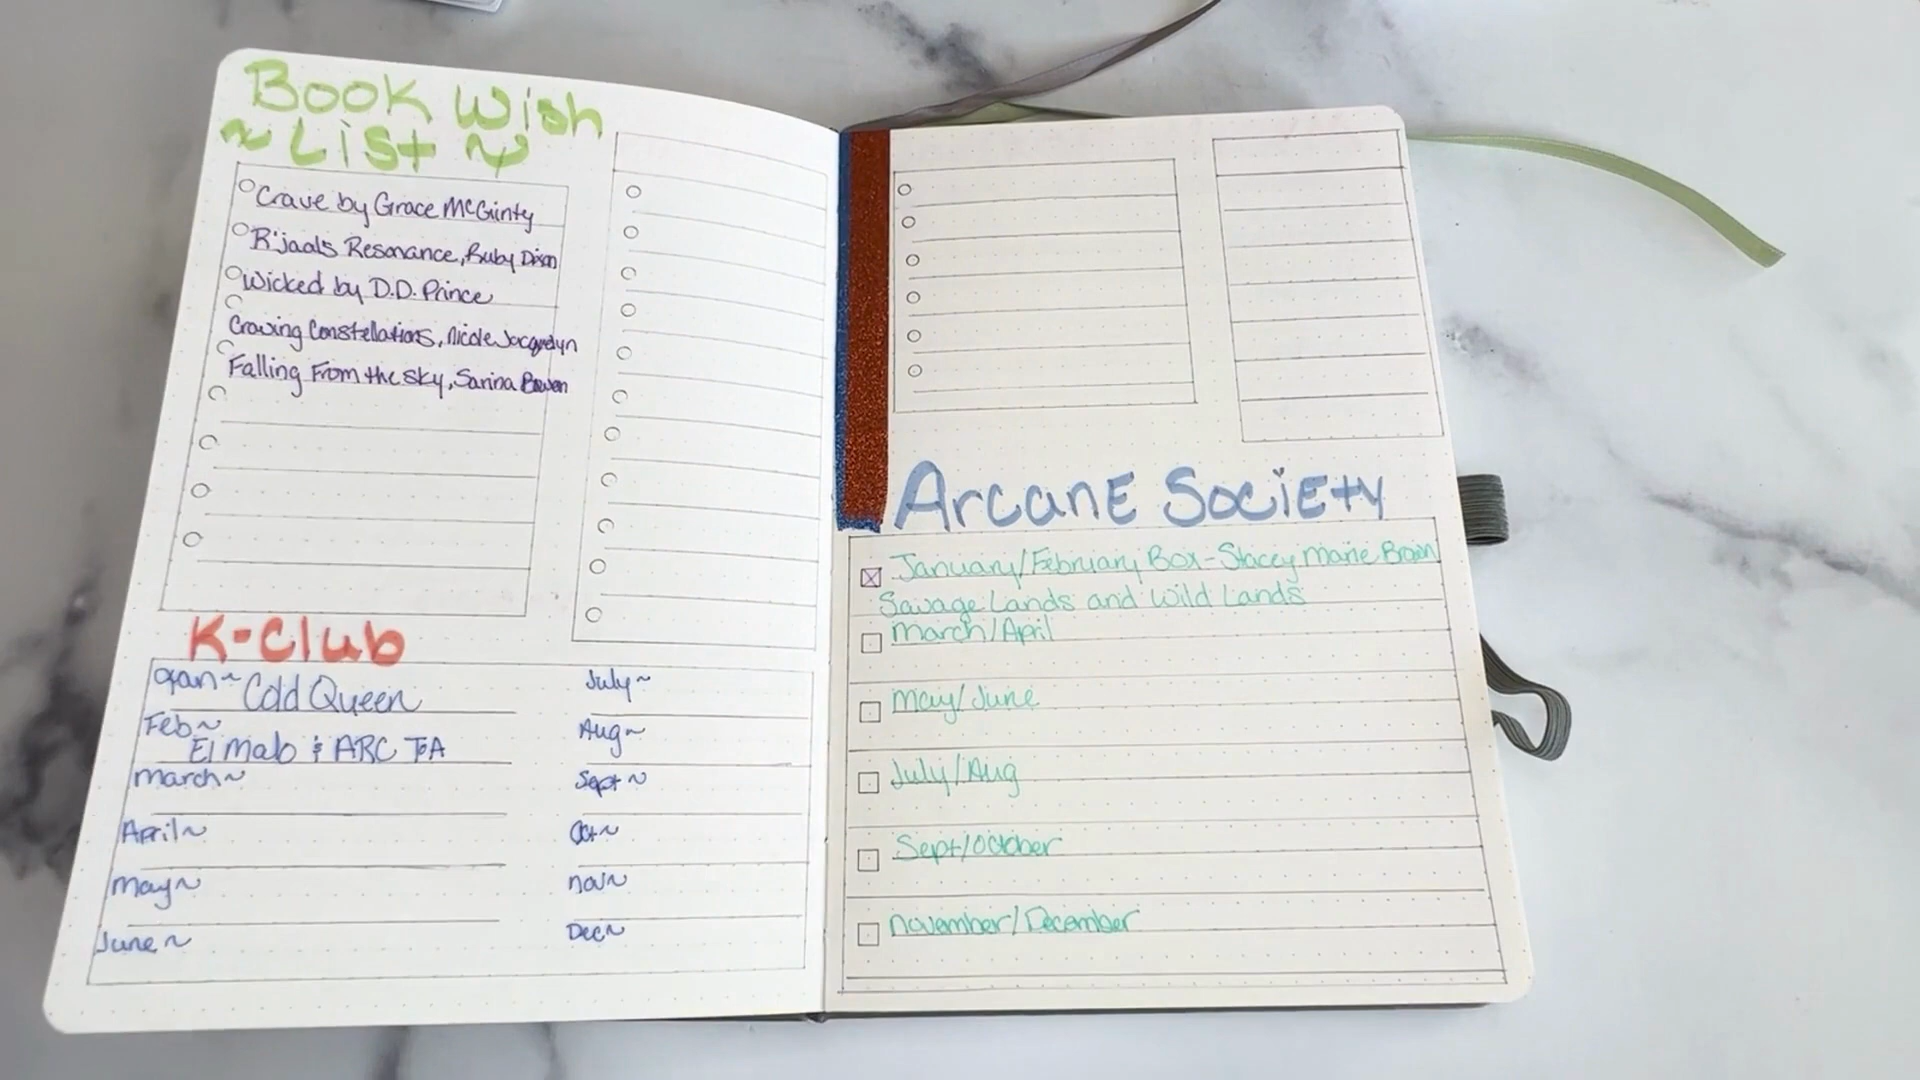 Book Wish
~ List ~
Crave by Grace McGinty
R'jaal's Resonance, Ruby Dixon
Wicked by D.D. Prince
Craving Constellations, Nicole Jacquelyn
Falling From the Sky, Sarina Bowen
K-Club
Jan~ Cold Queen
Feb~
El Malo & ARC ToA
March~
April~
May~
June~
July~
Aug~
Sept~
Oct~
Nov~
Dec~
ArcanE SociEty
January/February Box - Stacey Marie Brown
Savage Lands and Wild Lands
March/April
May/June
July/Aug
Sept/October
November/December